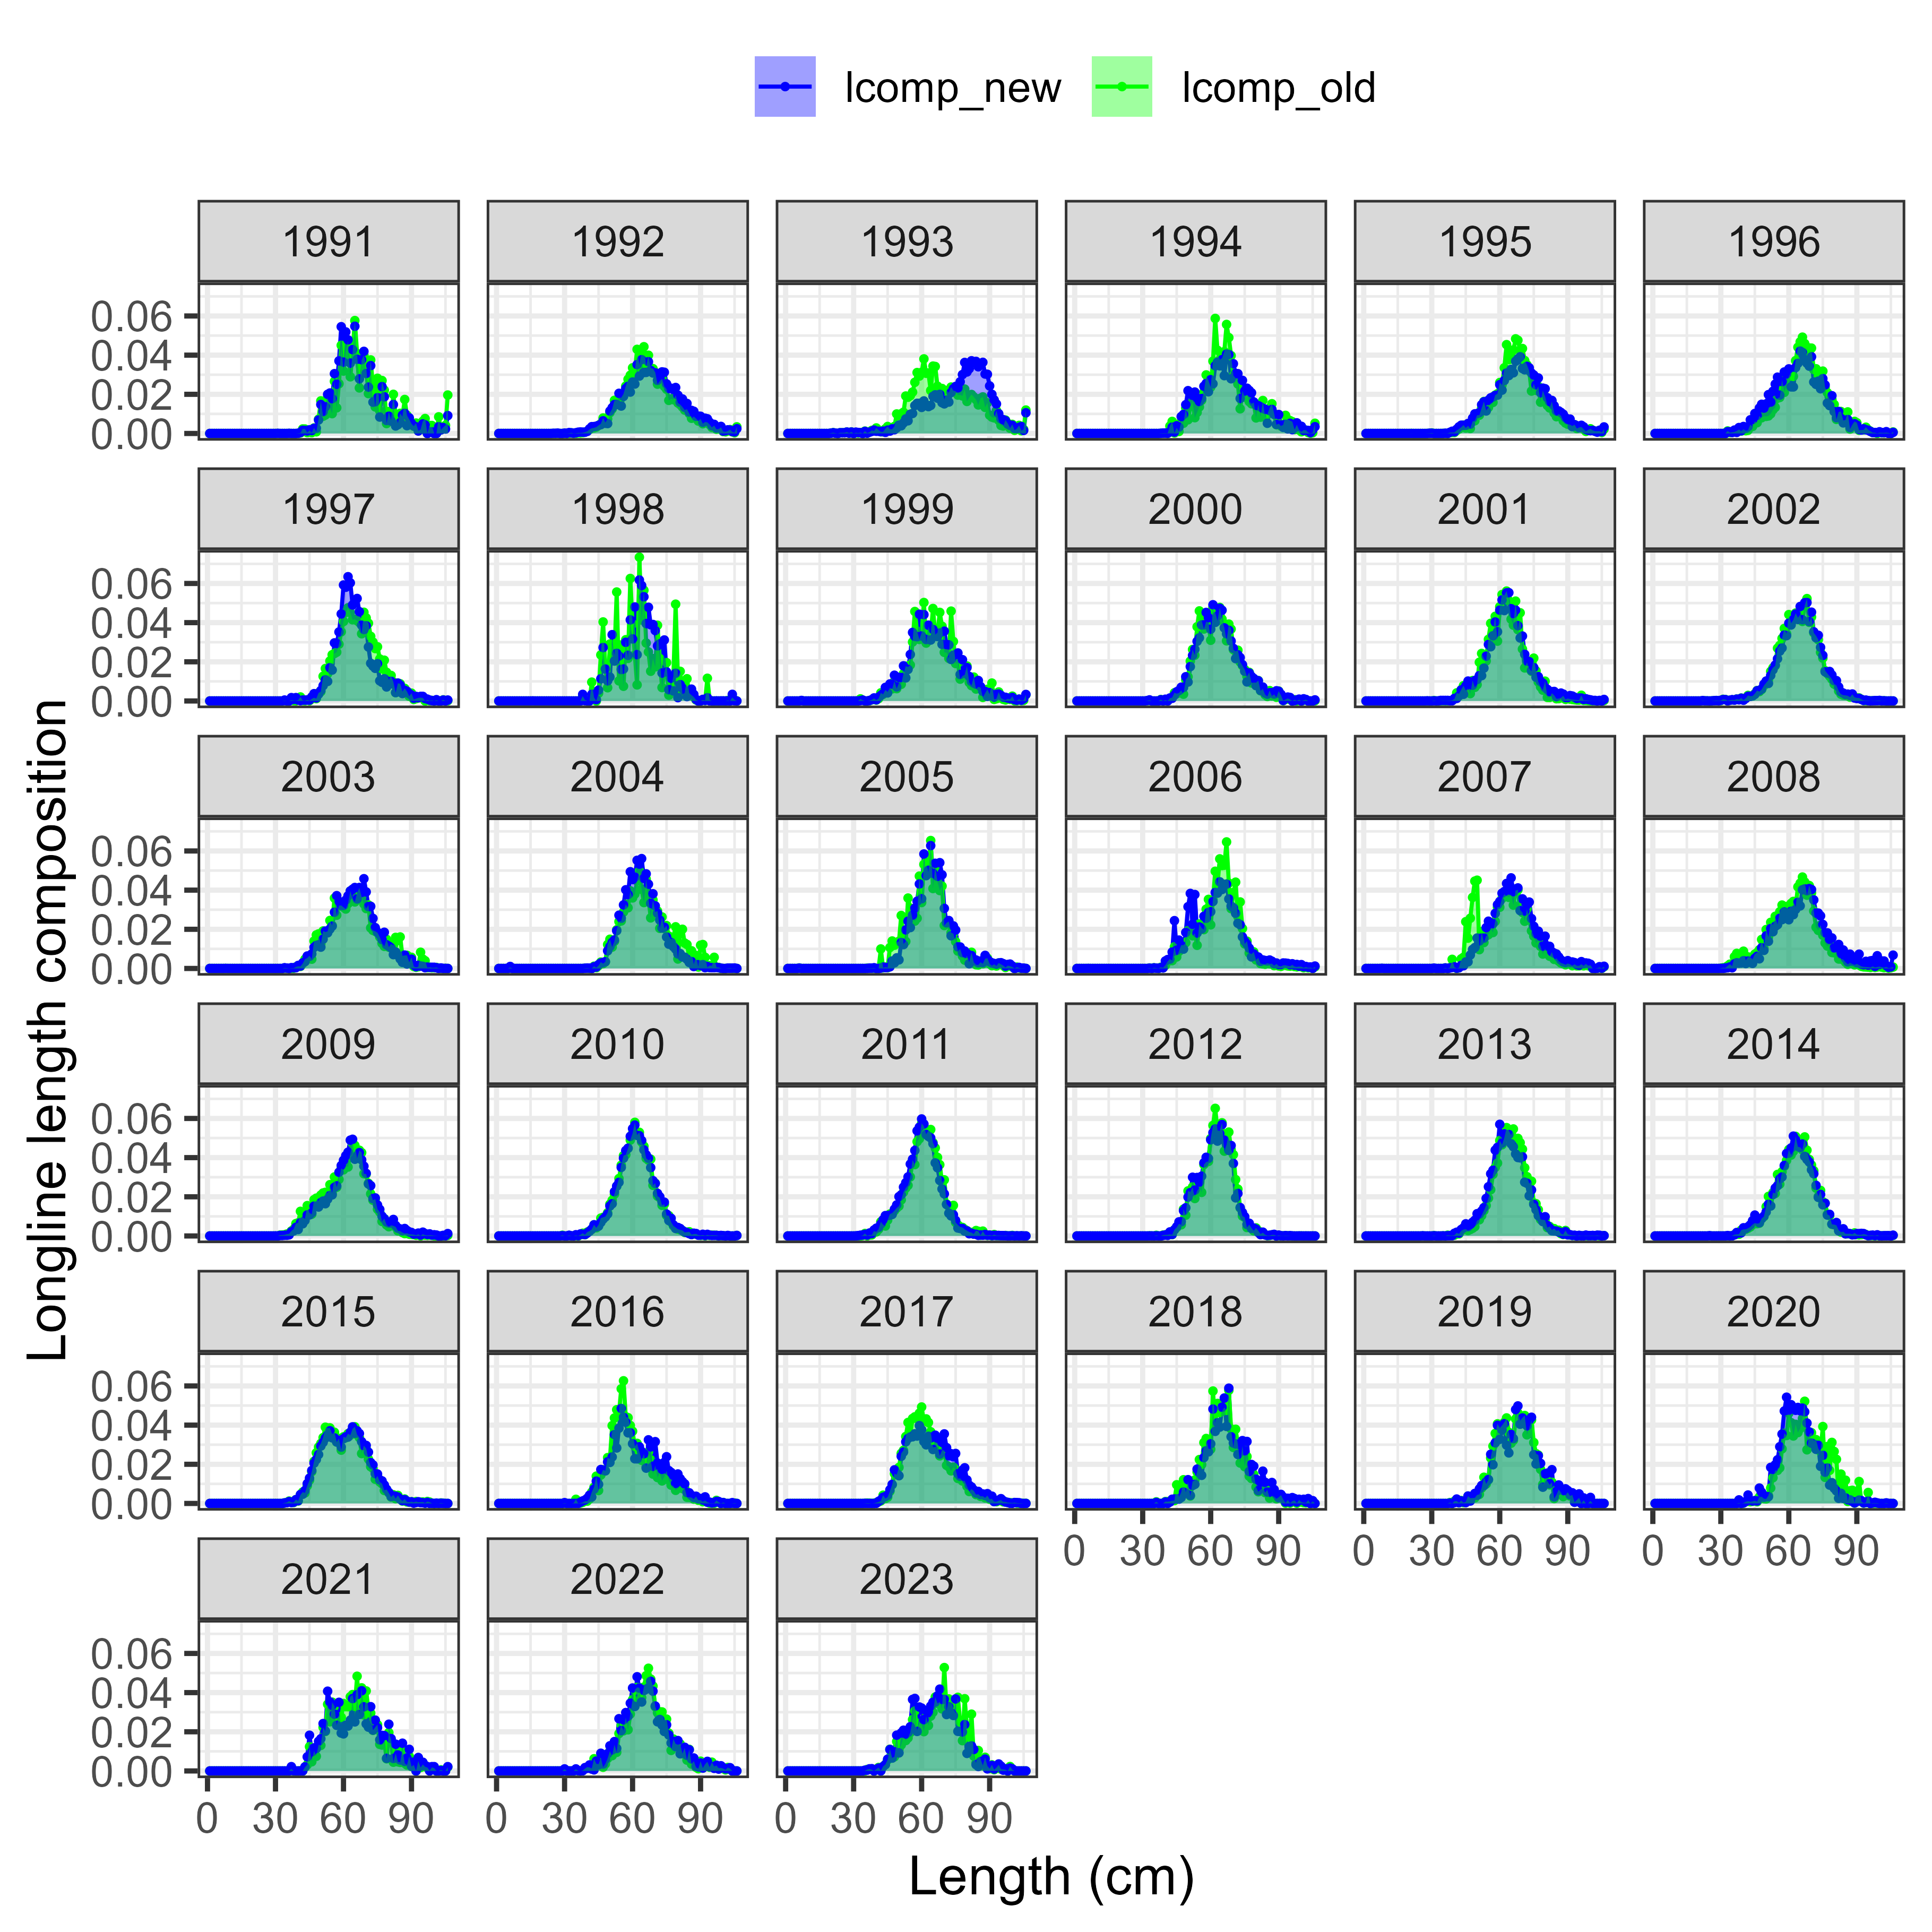 lcomp_new lcomp_old
1991 1992 1993 1994 1995 1996
0.06
0.04
0.02
0.00
1997 1998 1999 2000 2001 2002
0.06
0.04
0.02
0.00
2003 2004 2005 2006 2007 2008
0.06
0.04
0.02
0.00
2009 2010 2011 2012 2013 2014
0.06
0.04
0.02
0.00
2015 2016 2017 2018 2019 2020
0.06
0.04
0.02
0.00
0 30 60 90 0 30 60 90 0 30 60 90
2021 2022 2023
0.06
0.04
0.02
0.00
0 30 60 90 0 30 60 90 0 30 60 90
Length (cm)
Longline length composition